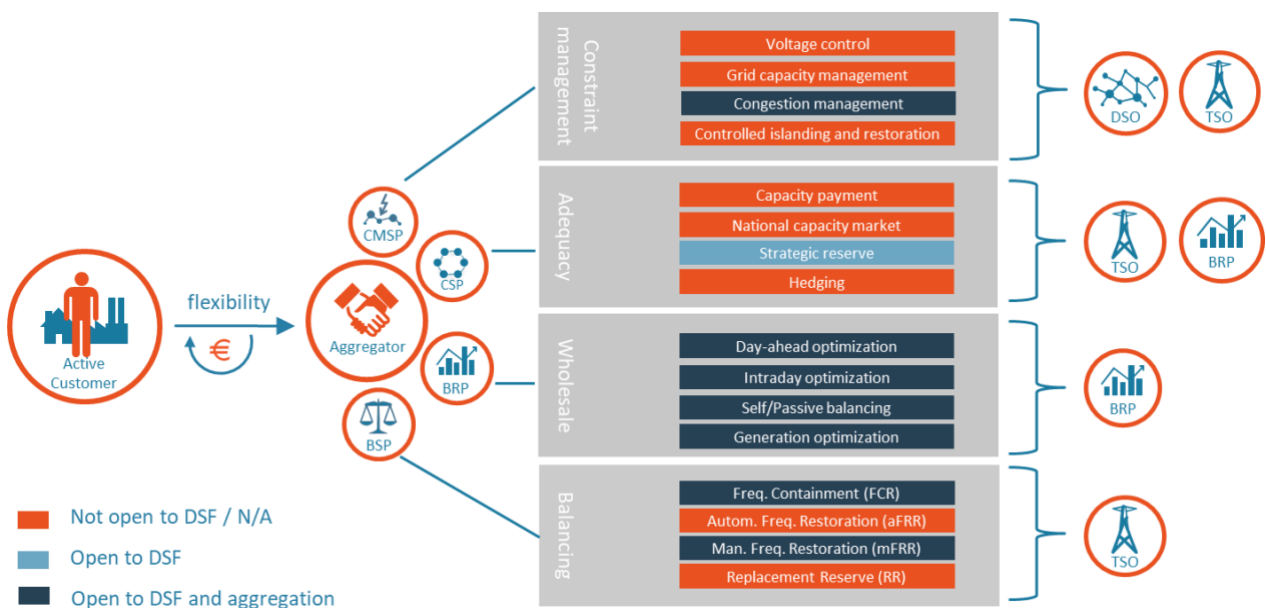 Constraint
management
Voltage control
Grid capacity management
Congestion management
Controlled islanding and restoration
DSO
TSO
CMSP
Adequacy
Capacity payment
National capacity market
Strategic reserve
Hedging
TSO
BRP
CSP
Active
Customer
flexibility
€
Aggregator
BRP
BSP
Wholesale
Day-ahead optimization
Intraday optimization
Self/Passive balancing
Generation optimization
BRP
Balancing
Freq. Containment (FCR)
Autom. Freq. Restoration (aFRR)
Man. Freq. Restoration (mFRR)
Replacement Reserve (RR)
TSO
Not open to DSF / N/A
Open to DSF
Open to DSF and aggregation